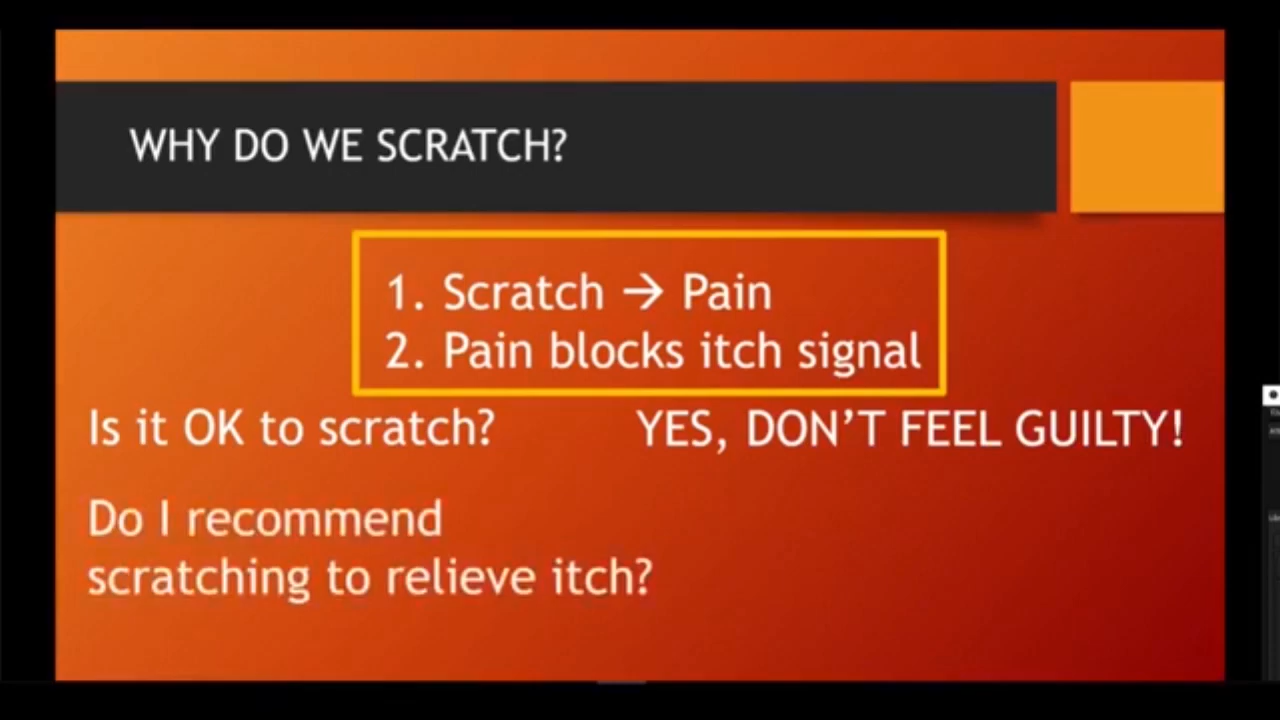 WHY DO WE SCRATCH?
1. Scratch → Pain
2. Pain blocks itch signal
Is it OK to scratch? YES, DON’T FEEL GUILTY!
Do I recommend
scratching to relieve itch?